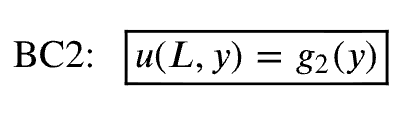 BC2: u(L, y) = g₂(y)